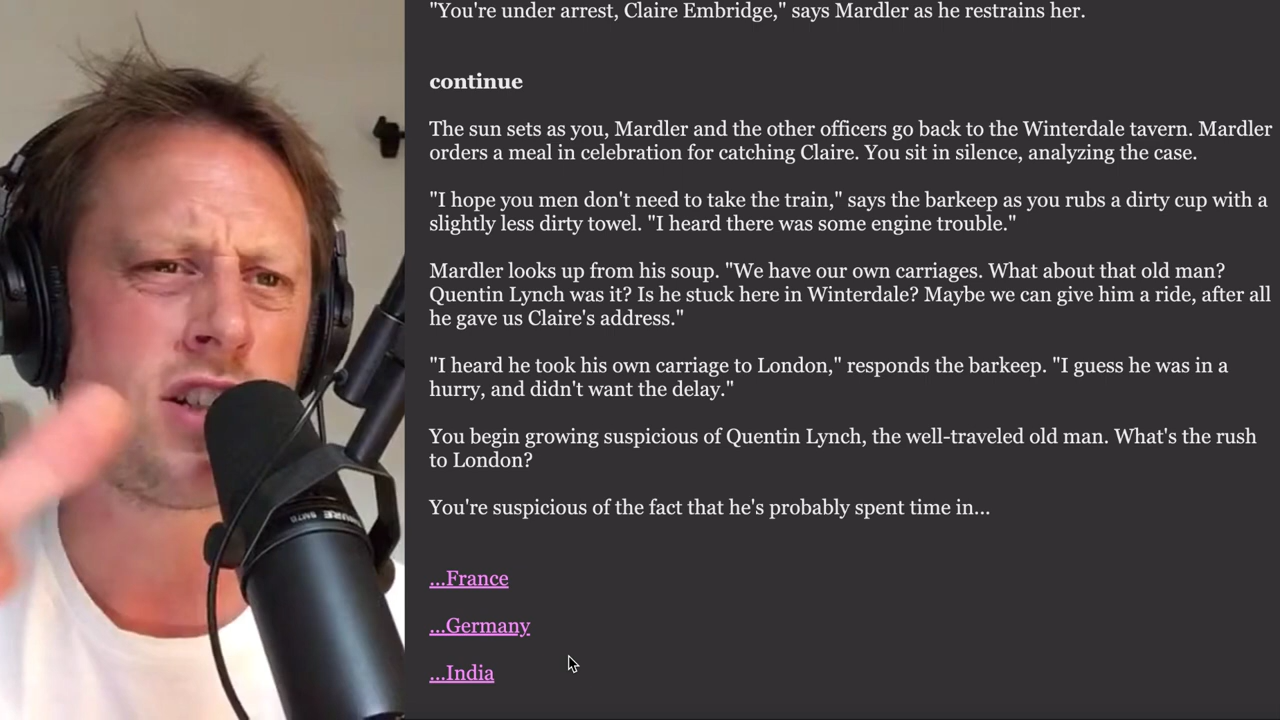 "You're under arrest, Claire Embridge," says Mardler as he restrains her.
continue
The sun sets as you, Mardler and the other officers go back to the Winterdale tavern. Mardler
orders a meal in celebration for catching Claire. You sit in silence, analyzing the case.
"I hope you men don't need to take the train," says the barkeep as you rubs a dirty cup with a
slightly less dirty towel. "I heard there was some engine trouble."
Mardler looks up from his soup. "We have our own carriages. What about that old man?
Quentin Lynch was it? Is he stuck here in Winterdale? Maybe we can give him a ride, after all
he gave us Claire's address."
"I heard he took his own carriage to London," responds the barkeep. "I guess he was in a
hurry, and didn't want the delay."
You begin growing suspicious of Quentin Lynch, the well-traveled old man. What's the rush
to London?
You're suspicious of the fact that he's probably spent time in...
...France
...Germany
...India